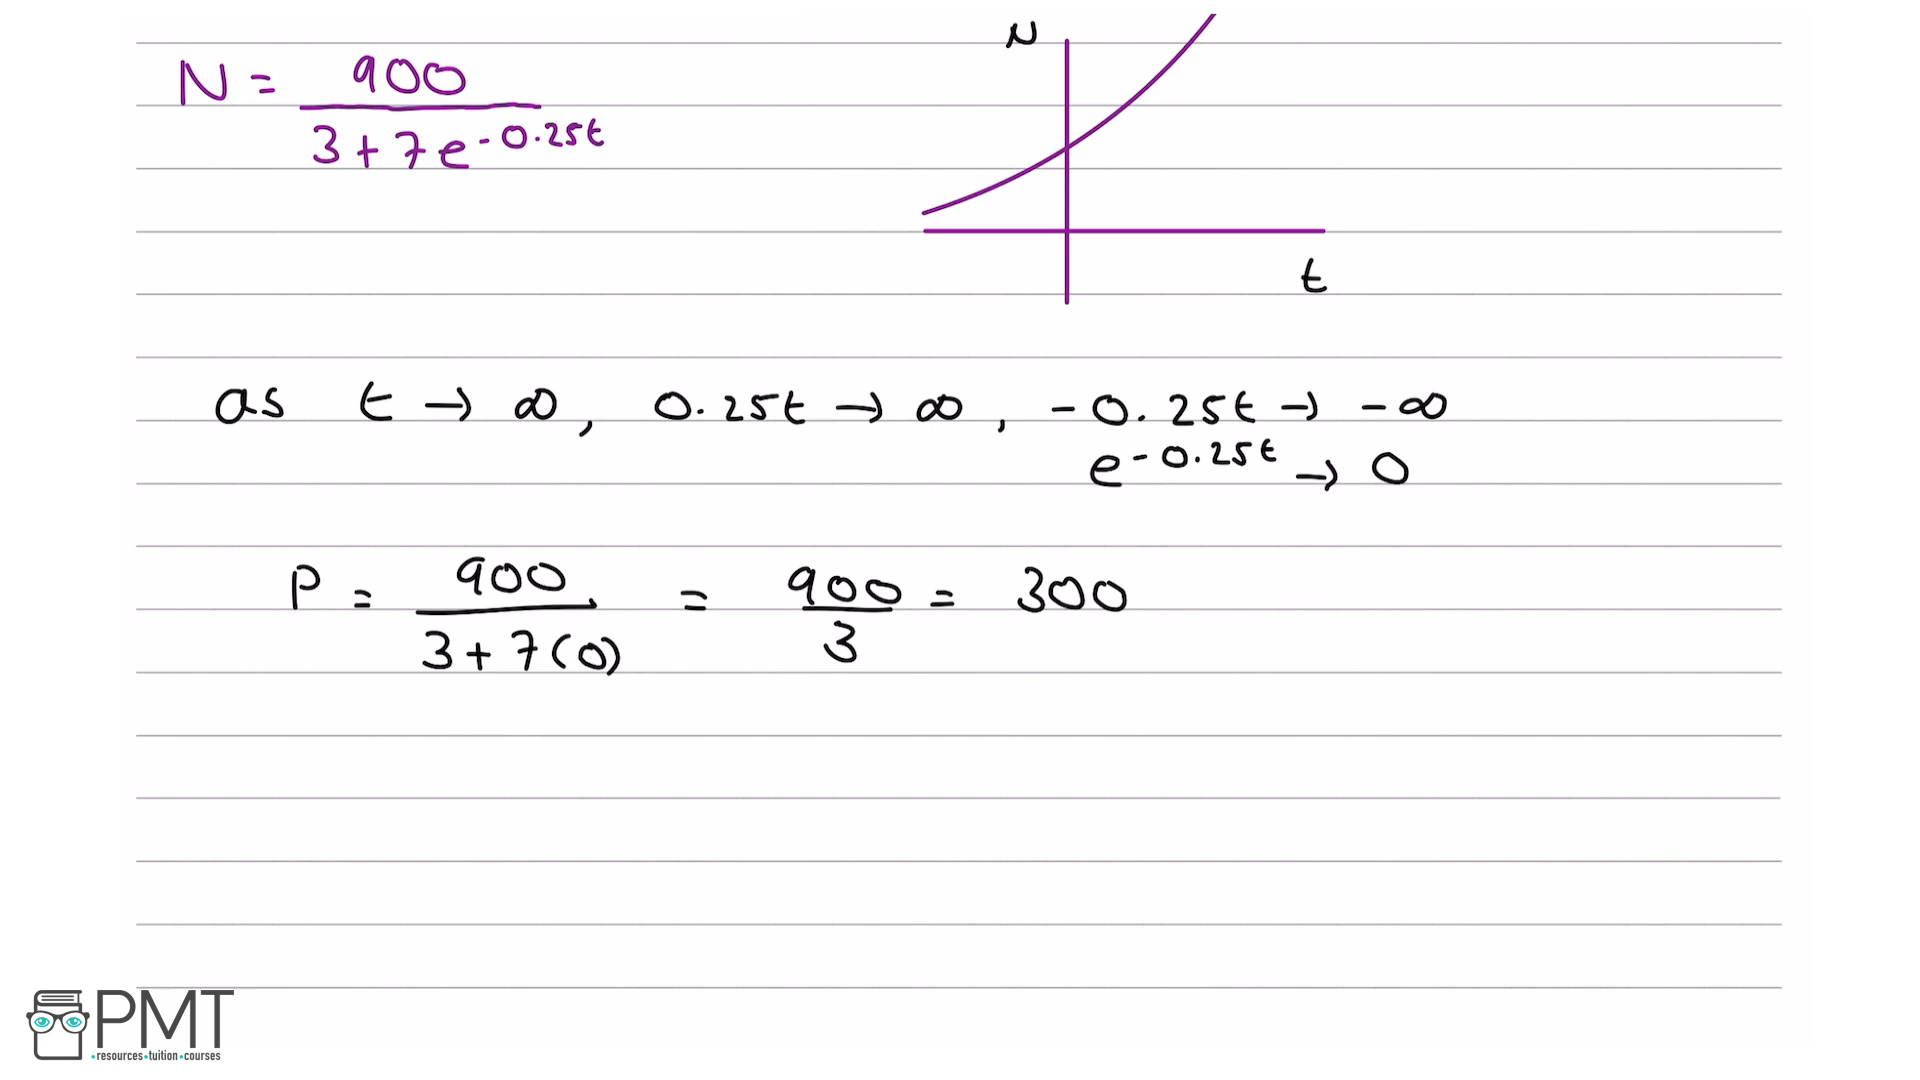 N
N = 900 / 3 + 7e^-0.25t
t
as t → ∞, 0.25t → ∞, -0.25t → -∞
e^-0.25t → 0
P = 900 / 3 + 7(0) = 900 / 3 = 300
PMT
•resources•tuition•courses